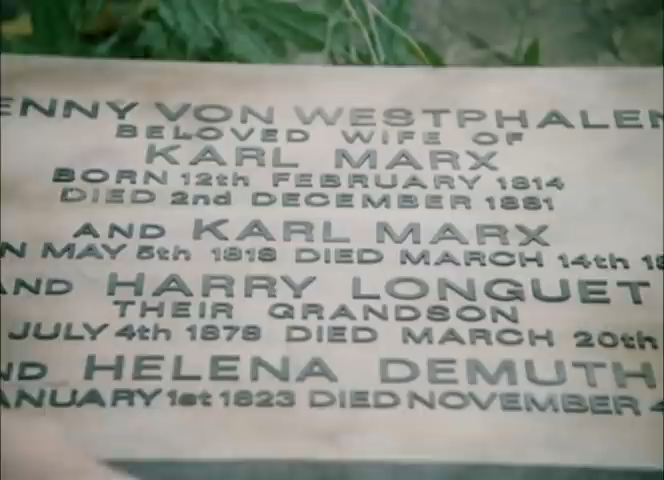 ENNY VON WESTPHALEN
BELOVED WIFE OF
KARL MARX
BORN 12th FEBRUARY 1814
DIED 2nd DECEMBER 1881
AND KARL MARX
N MAY 5th 1818 DIED MARCH 14th 18
AND HARRY LONGUET
THEIR GRANDSON
JULY 4th 1878 DIED MARCH 20th
ND HELENA DEMUTH
ANUARY 1st 1823 DIED NOVEMBER 4